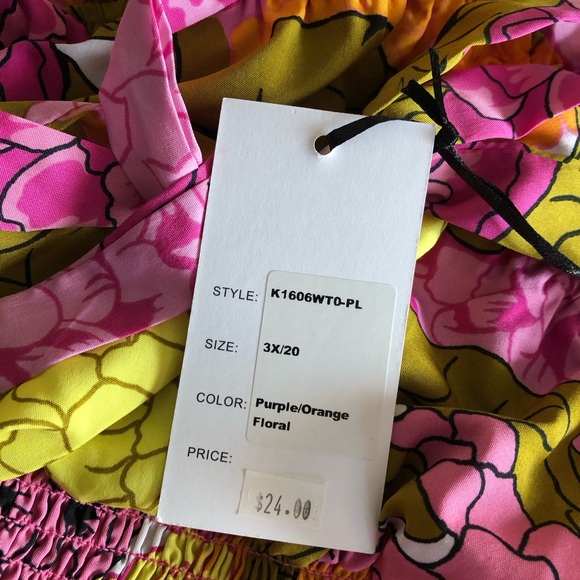 STYLE: K1606WT0-PL
SIZE: 3X/20
COLOR: Purple/Orange
Floral
PRICE:
$24.00